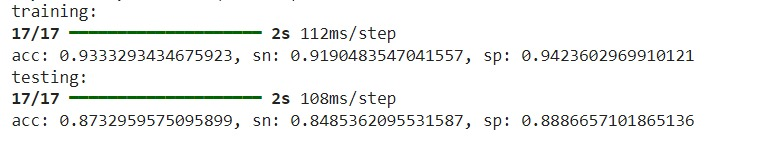 training:
17/17 ━━━━━━━━━━━━━━━━━━━━ 2s 112ms/step
acc: 0.9333293434675923, sn: 0.9190483547041557, sp: 0.9423602969910121
testing:
17/17 ━━━━━━━━━━━━━━━━━━━━ 2s 108ms/step
acc: 0.8732959575095899, sn: 0.8485362095531587, sp: 0.8886657101865136